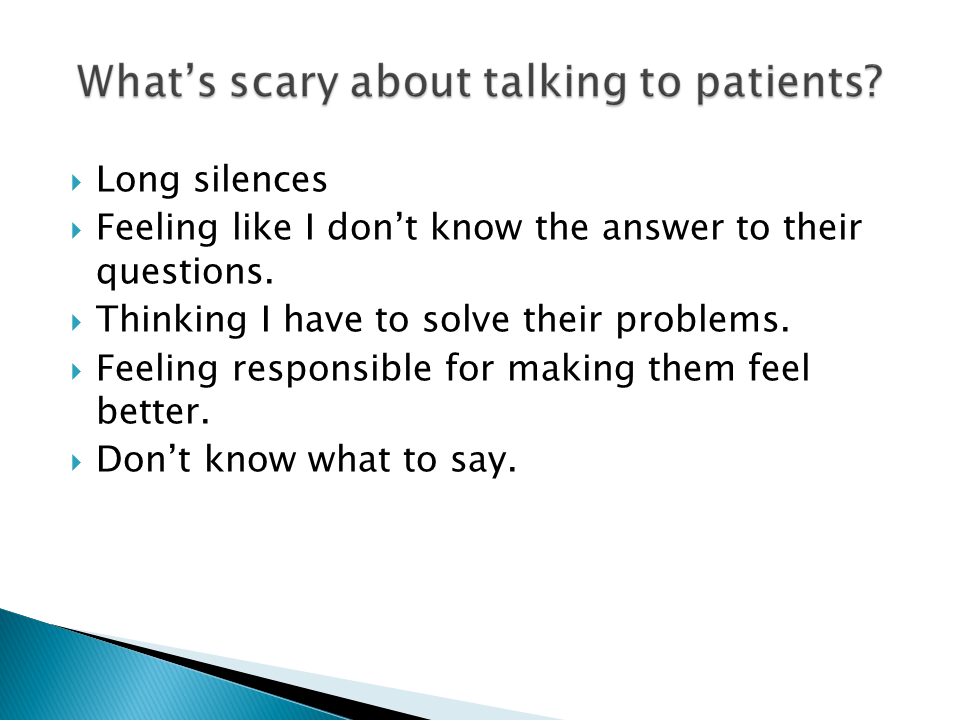 What’s scary about talking to patients?
Long silences
Feeling like I don’t know the answer to their
questions.
Thinking I have to solve their problems.
Feeling responsible for making them feel
better.
Don’t know what to say.